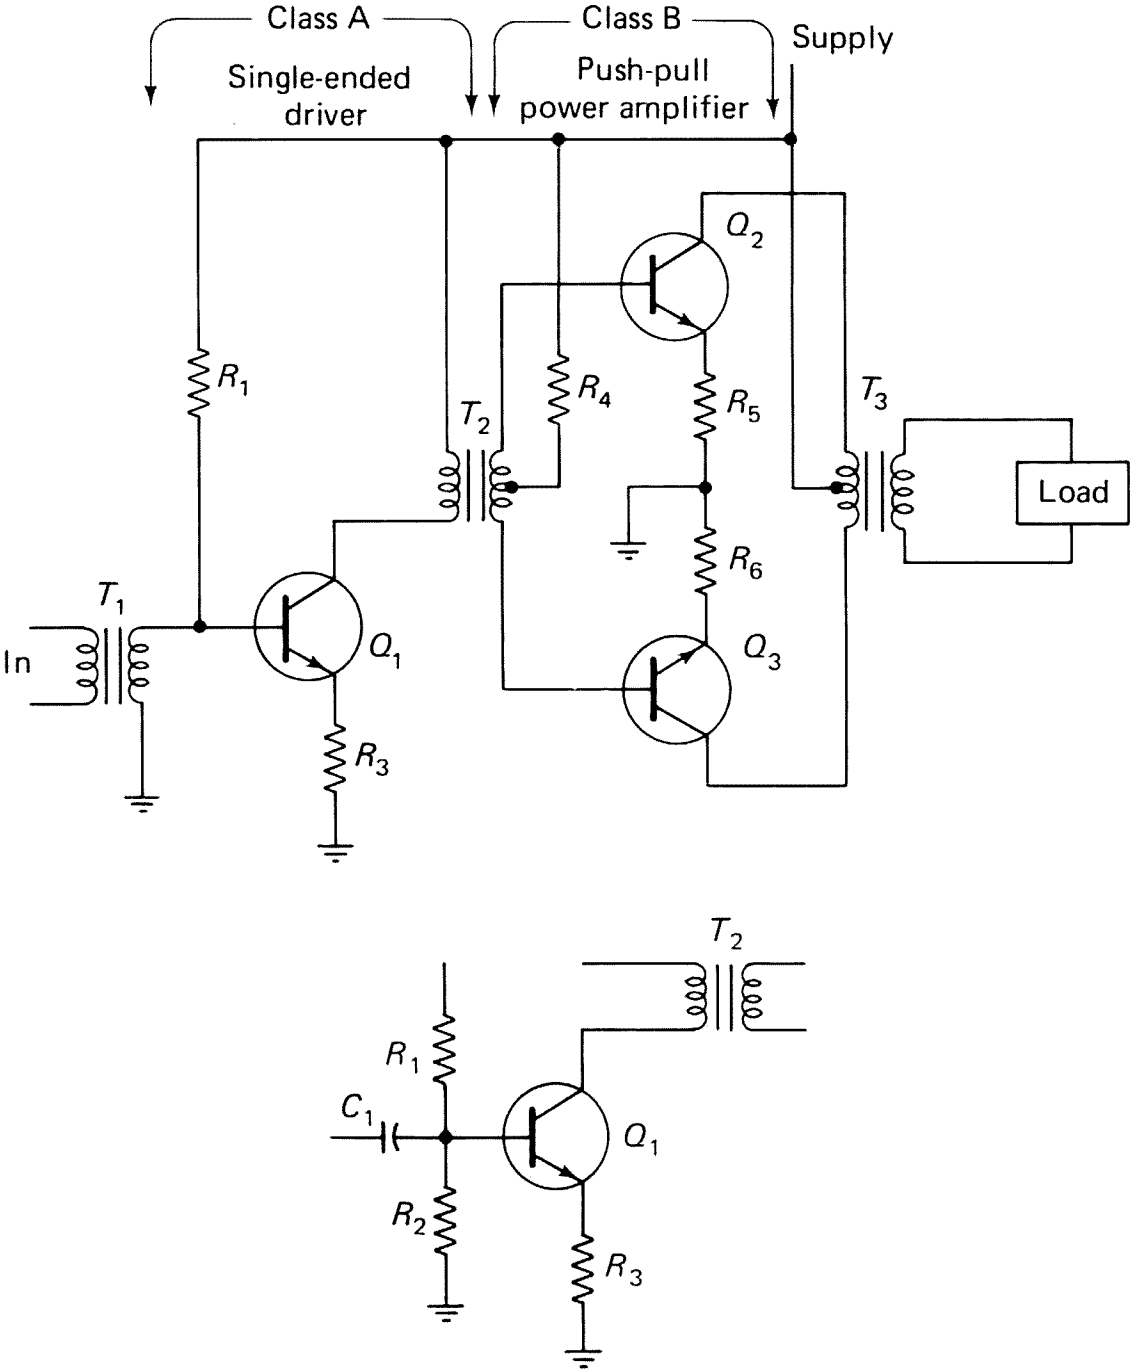 Class A
Class B
Supply
Single-ended
driver
Push-pull
power amplifier
Q2
R1
R4
R5
T2
T3
Load
R6
T1
In
Q1
Q3
R3
T2
R1
C1
Q1
R2
R3